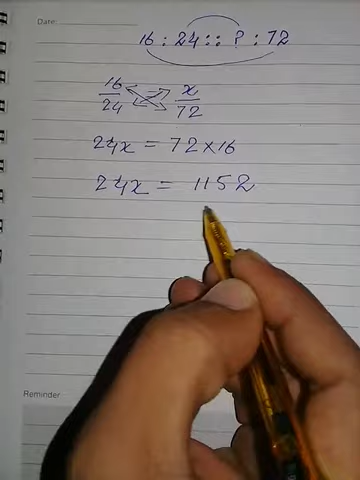 Date:
16 : 24 :: ? : 72
16/24 = x/72
24x = 72×16
24x = 1152
Reminder